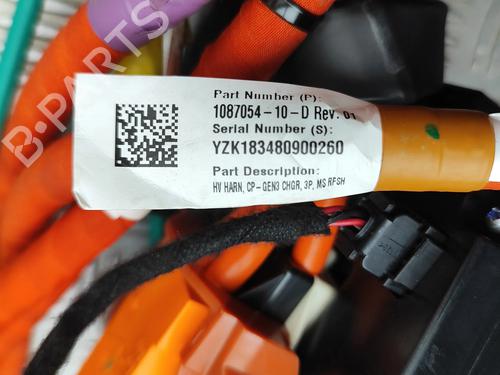 B-PARTS
Part Number (P):
1087054-10-D Rev: 01
Serial Number (S):
YZK183480900260
Part Description:
HV HARN, CP-GEN3 CHGR, 3P, MS RFSH